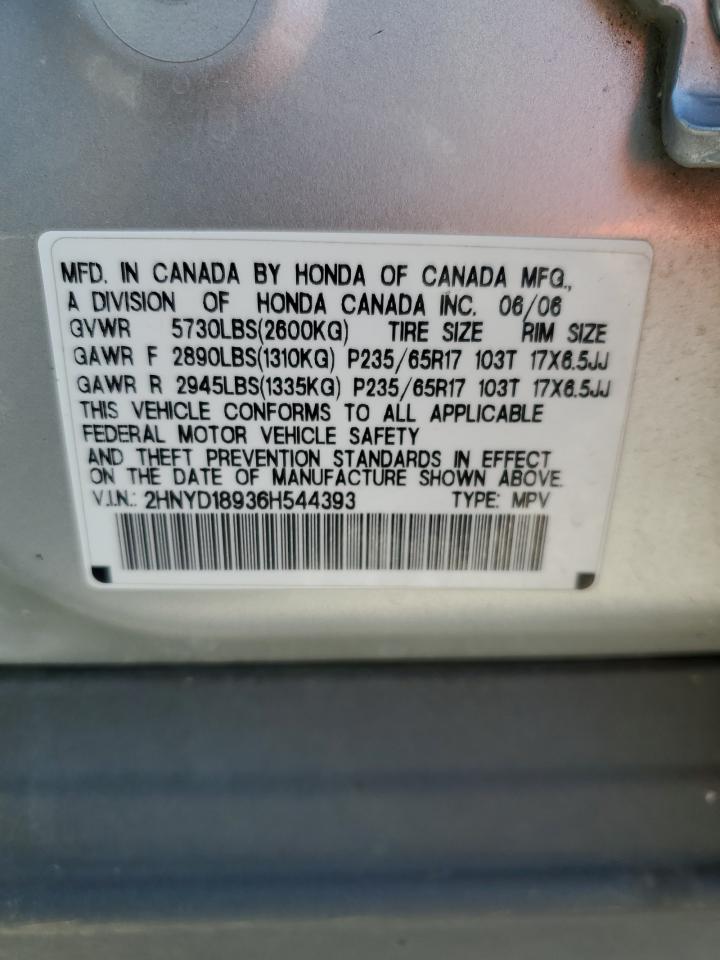 MFD. IN CANADA BY HONDA OF CANADA MFG.,
A DIVISION OF HONDA CANADA INC. 06/06
GVWR 5730LBS(2600KG) TIRE SIZE RIM SIZE
GAWR F 2890LBS(1310KG) P235/65R17 103T 17X6.5JJ
GAWR R 2945LBS(1335KG) P235/65R17 103T 17X6.5JJ
THIS VEHICLE CONFORMS TO ALL APPLICABLE
FEDERAL MOTOR VEHICLE SAFETY
AND THEFT PREVENTION STANDARDS IN EFFECT
ON THE DATE OF MANUFACTURE SHOWN ABOVE.
V.I.N.: 2HNYD18936H544393 TYPE: MPV